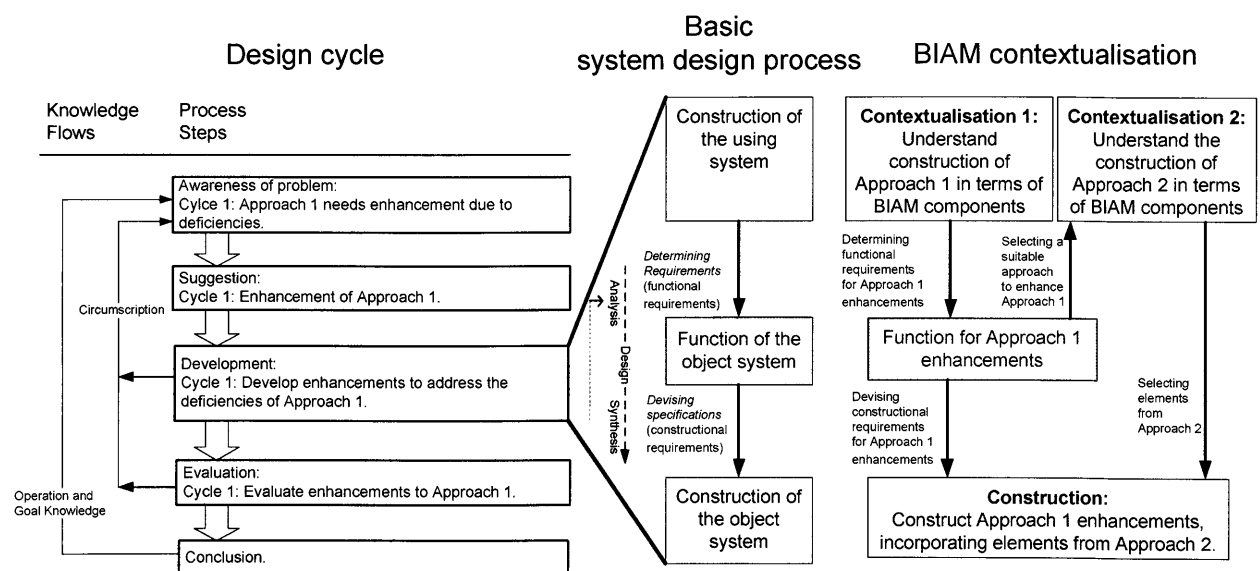 Design cycle
Basic
system design process
BIAM contextualisation
Knowledge
Flows
Process
Steps
Awareness of problem:
Cylce 1: Approach 1 needs enhancement due to
deficiencies.
Suggestion:
Cycle 1: Enhancement of Approach 1.
Circumscription
Development:
Cycle 1: Develop enhancements to address the
deficiencies of Approach 1.
Evaluation:
Cycle 1: Evaluate enhancements to Approach 1.
Operation and
Goal Knowledge
Conclusion.
Construction of
the using
system
Determining
Requirements
(functional
requirements)
Analysis
Design
Synthesis
Function of the
object system
Devising
specifications
(constructional
requirements)
Construction of
the object
system
Contextualisation 1:
Understand
construction of
Approach 1 in terms of
BIAM components
Contextualisation 2:
Understand the
construction of
Approach 2 in terms
of BIAM components
Determining
functional
requirements
for Approach 1
enhancements
Selecting a
suitable
approach
to enhance
Approach 1
Function for Approach 1
enhancements
Devising
constructional
requirements
for Approach 1
enhancements
Selecting
elements
from
Approach 2
Construction:
Construct Approach 1 enhancements,
incorporating elements from Approach 2.